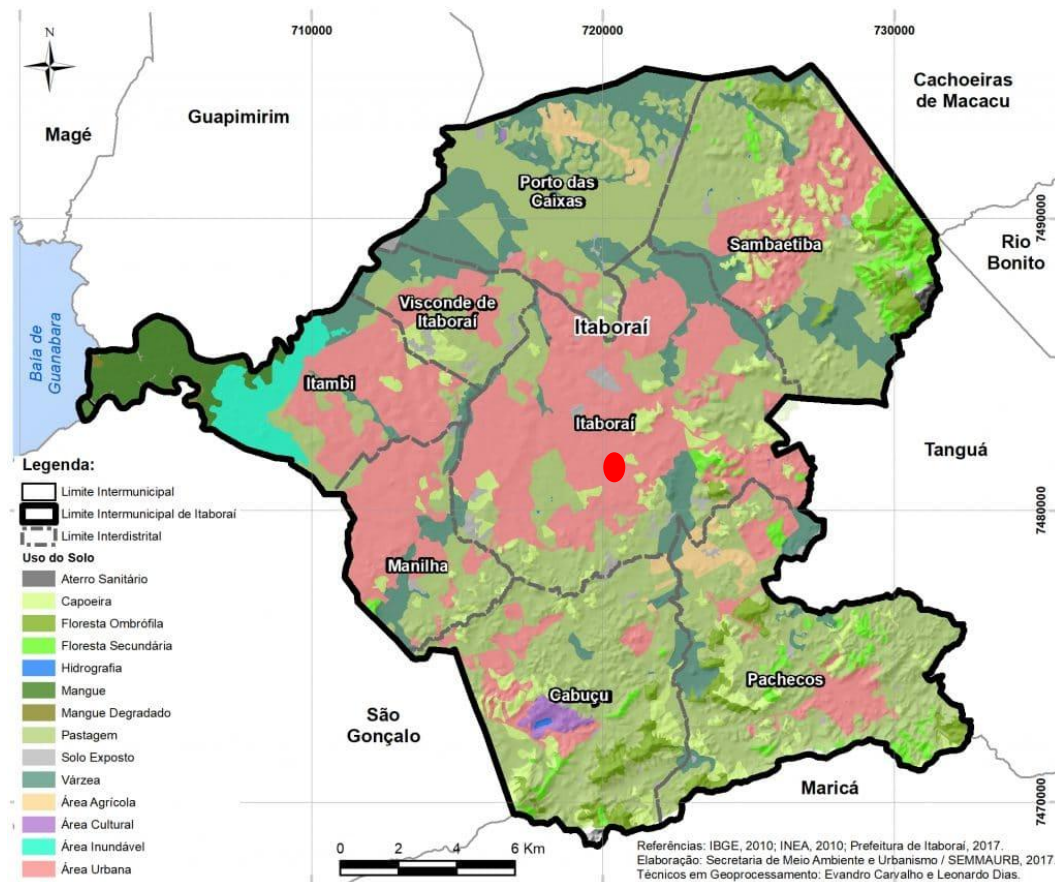 710000
720000
730000
N
Cachoeiras
de Macacu
Guapimirim
Magé
Porto das
Caixas
7490000
Sambaetiba
Rio
Bonito
Visconde de
Itaboraí
Itaboraí
Baía de
Guanabara
Itambi
Itaboraí
Tanguá
Legenda:
Limite Intermunicipal
Limite Intermunicipal de Itaboraí
Limite Interdistrital
Uso do Solo
Aterro Sanitário
Capoeira
Floresta Ombrófila
Floresta Secundária
Hidrografia
Mangue
Mangue Degradado
Pastagem
Solo Exposto
Várzea
Área Agrícola
Área Cultural
Área Inundável
Área Urbana
7480000
Manilha
Pachecos
Cabuçu
São
Gonçalo
Maricá
7470000
0 2 4 6 Km
Referências: IBGE, 2010; INEA, 2010; Prefeitura de Itaboraí, 2017.
Elaboração: Secretaria de Meio Ambiente e Urbanismo / SEMMAURB, 2017.
Técnicos em Geoprocessamento: Evandro Carvalho e Leonardo Dias.